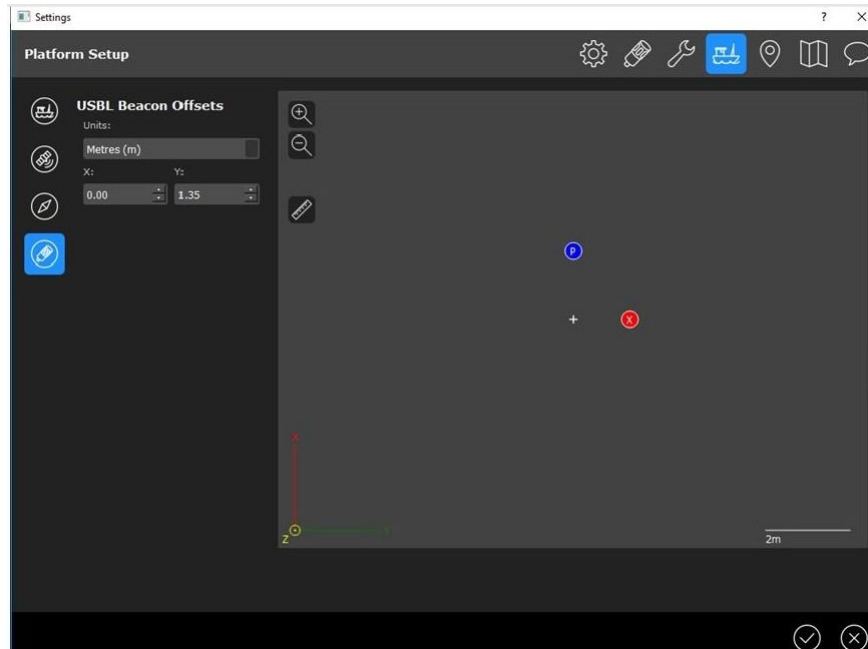 Settings
?
Platform Setup
USBL Beacon Offsets
Units:
Metres (m)
X: Y:
0.00 1.35
P
X
X
Z
2m